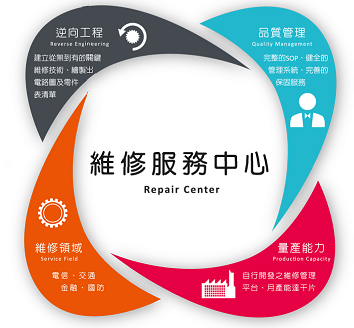 逆向工程
Reverse Engineering
建立從無到有的關鍵
維修技術、繪製出
電路圖及零件
表清單
品質管理
Quality Management
完整的SOP、健全的
管理系統、完善的
保固服務
維修服務中心
Repair Center
維修領域
Service Field
電信、交通
金融、國防
量產能力
Production Capacity
自行開發之維修管理
平台、月產能達千片